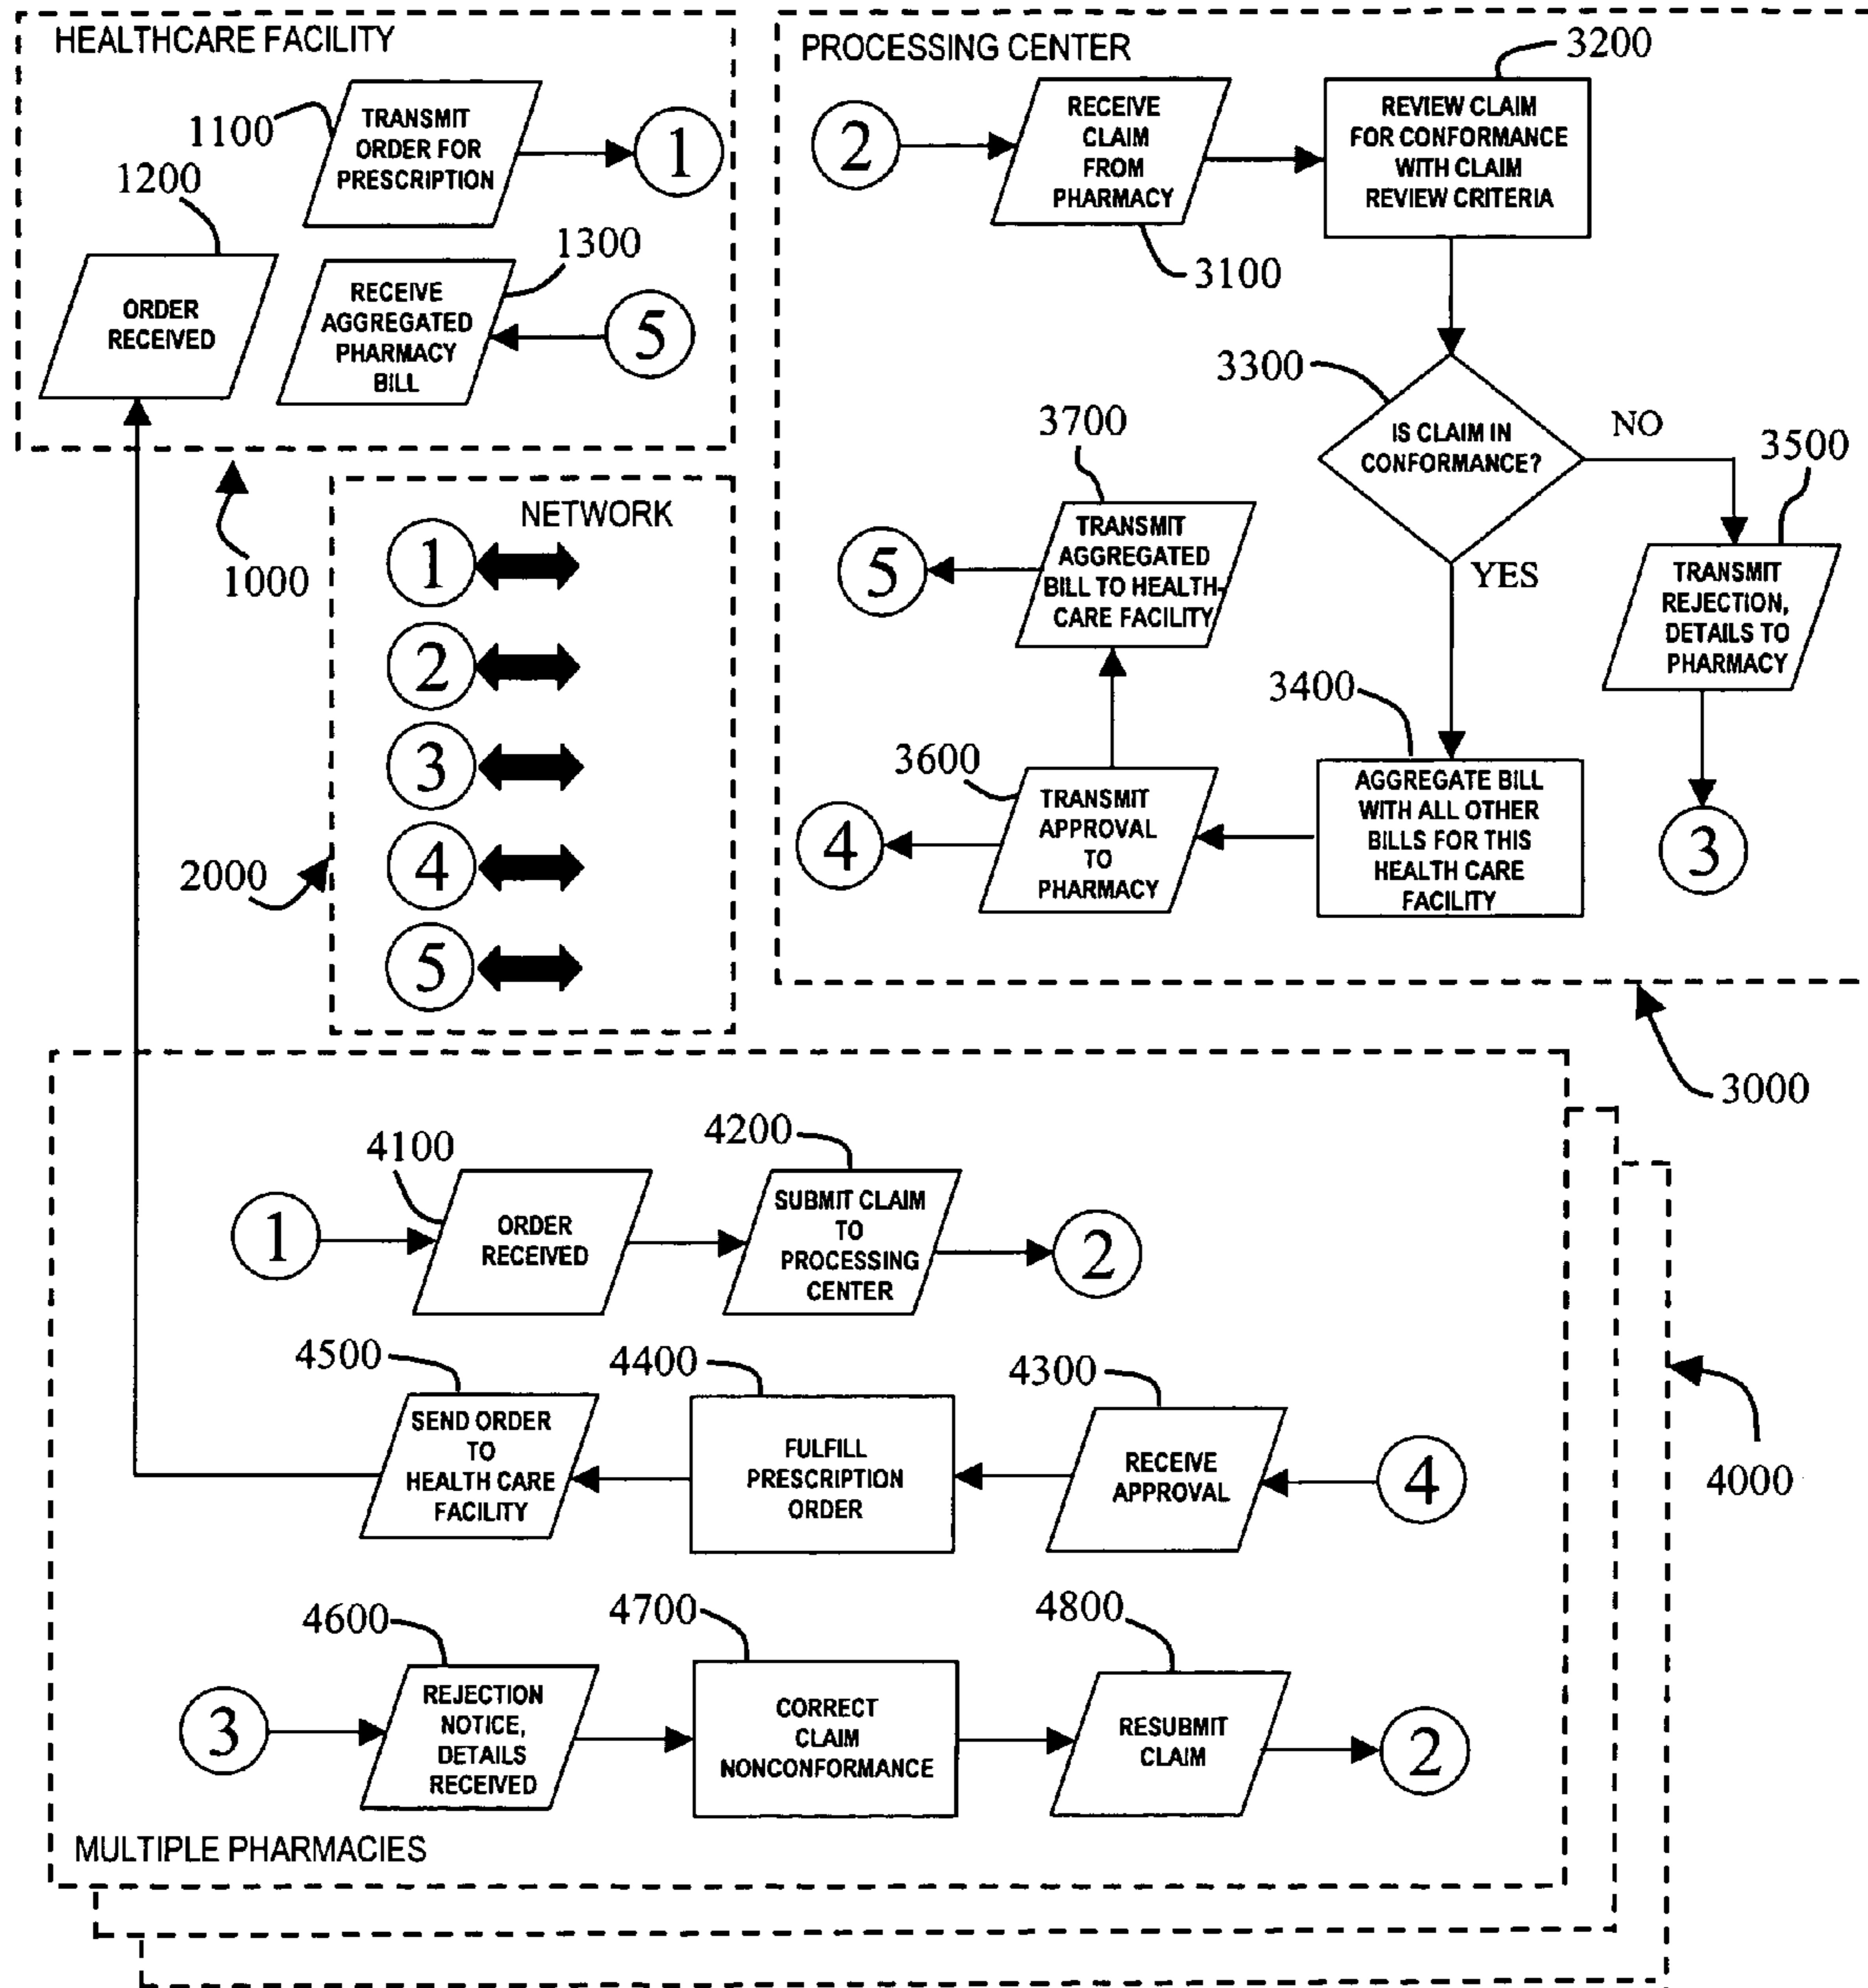 HEALTHCARE FACILITY
1100
TRANSMIT
ORDER FOR
PRESCRIPTION
1
1200
ORDER
RECEIVED
1300
RECEIVE
AGGREGATED
PHARMACY
BILL
5
1000
NETWORK
1
2
3
4
5
2000
PROCESSING CENTER
2
RECEIVE
CLAIM
FROM
PHARMACY
3100
3200
REVIEW CLAIM
FOR CONFORMANCE
WITH CLAIM
REVIEW CRITERIA
3300
IS CLAIM IN
CONFORMANCE?
NO
YES
3500
TRANSMIT
REJECTION,
DETAILS TO
PHARMACY
3
3700
TRANSMIT
AGGREGATED
BILL TO HEALTH-
CARE FACILITY
5
3400
AGGREGATE BILL
WITH ALL OTHER
BILLS FOR THIS
HEALTH CARE
FACILITY
3600
TRANSMIT
APPROVAL
TO
PHARMACY
4
3000
1
4100
ORDER
RECEIVED
4200
SUBMIT CLAIM
TO
PROCESSING
CENTER
2
4500
SEND ORDER
TO
HEALTH CARE
FACILITY
4400
FULFILL
PRESCRIPTION
ORDER
4300
RECEIVE
APPROVAL
4
4000
3
4600
REJECTION
NOTICE,
DETAILS
RECEIVED
4700
CORRECT
CLAIM
NONCONFORMANCE
4800
RESUBMIT
CLAIM
2
MULTIPLE PHARMACIES